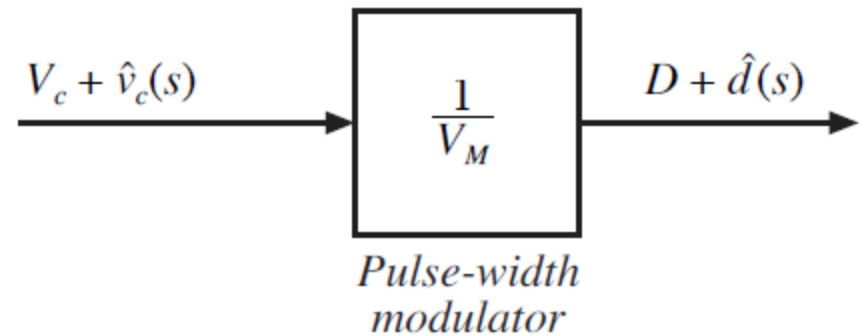 V_c + v̂_c(s)
1
V_M
D + d̂(s)
Pulse-width
modulator